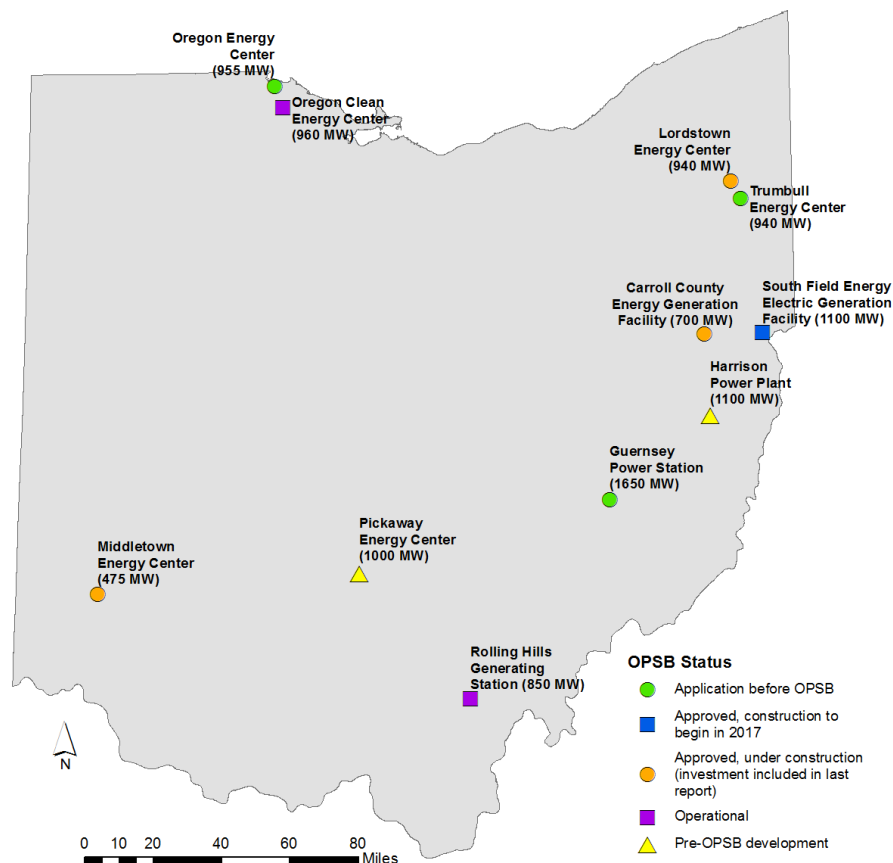 Oregon Energy
Center
(955 MW)
Oregon Clean
Energy Center
(960 MW)
Lordstown
Energy Center
(940 MW)
Trumbull
Energy Center
(940 MW)
Carroll County
Energy Generation
Facility (700 MW)
South Field Energy
Electric Generation
Facility (1100 MW)
Harrison
Power Plant
(1100 MW)
Guernsey
Power Station
(1650 MW)
Pickaway
Energy Center
(1000 MW)
Middletown
Energy Center
(475 MW)
Rolling Hills
Generating
Station (850 MW)
OPSB Status
Application before OPSB
Approved, construction to
begin in 2017
Approved, under construction
(investment included in last
report)
Operational
Pre-OPSB development
N
0 10 20 40 60 80
Miles